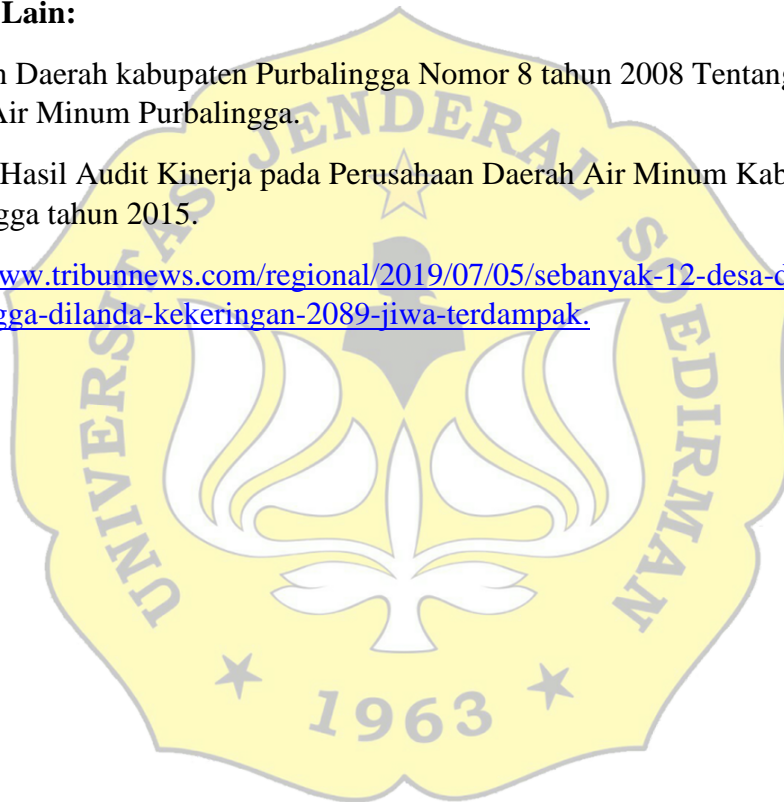 Lain:
n Daerah kabupaten Purbalingga Nomor 8 tahun 2008 Tentang
Air Minum Purbalingga.
Hasil Audit Kinerja pada Perusahaan Daerah Air Minum Kab
gga tahun 2015.
ww.tribunnews.com/regional/2019/07/05/sebanyak-12-desa-d
gga-dilanda-kekeringan-2089-jiwa-terdampak.
UNIVERSITAS JENDERAL SOEDIRMAN
1963